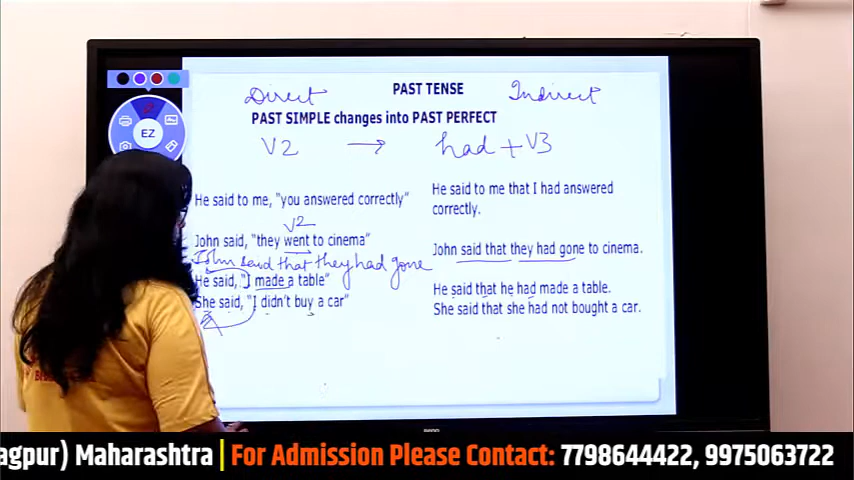 Direct PAST TENSE Indirect
PAST SIMPLE changes into PAST PERFECT
V2 → had + V3
EZ
He said to me, "you answered correctly"
He said to me that I had answered
correctly.
V2
John said, "they went to cinema"
John said that they had gone to cinema.
John said that they had gone
He said, "I made a table"
He said that he had made a table.
She said, "I didn't buy a car"
She said that she had not bought a car.
agpur) Maharashtra | For Admission Please Contact: 7798644422, 9975063722